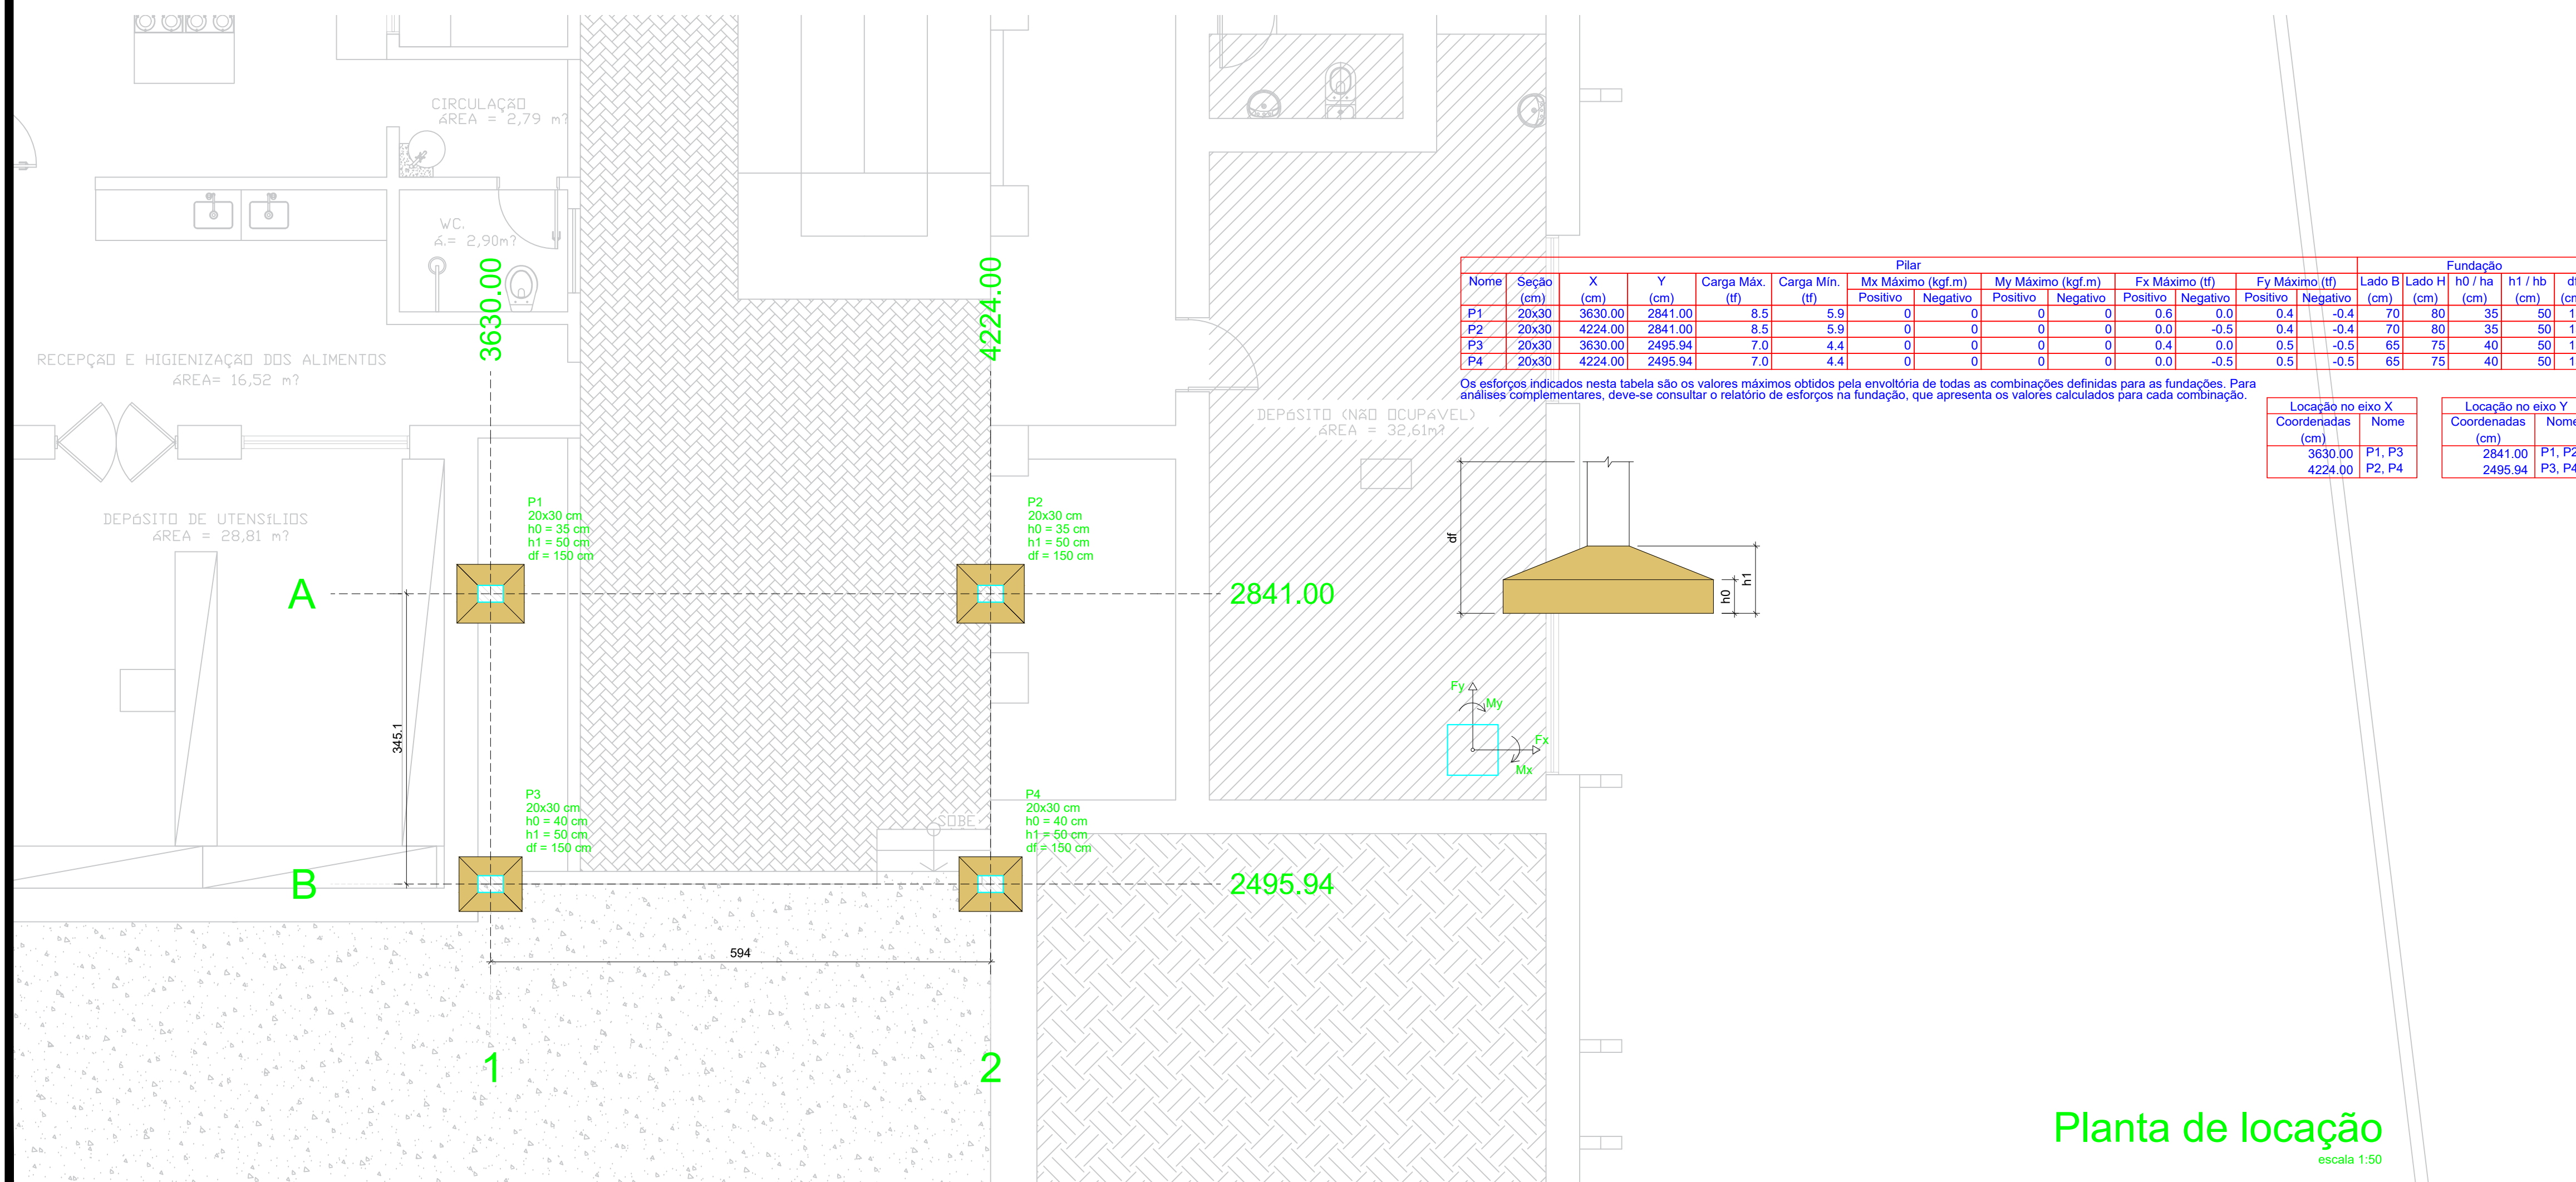 CIRCULAÇÃO
ÁREA = 2,79 m?
WC.
Á.= 2,90m?
3630.00
4224.00
RECEPÇÃO E HIGIENIZAÇÃO DOS ALIMENTOS
ÁREA= 16,52 m?
DEPÓSITO DE UTENSÍLIOS
ÁREA = 28,81 m?
DEPÓSITO (NÃO OCUPÁVEL)
ÁREA = 32,61m?
Pilar Fundação
Nome Seção X Y Carga Máx. Carga Mín. Mx Máximo (kgf.m) My Máximo (kgf.m) Fx Máximo (tf) Fy Máximo (tf) Lado B Lado H h0 / ha h1 / hb
(cm) (cm) (cm) (tf) (tf) Positivo Negativo Positivo Negativo Positivo Negativo Positivo Negativo (cm) (cm) (cm) (cm)
P1 20x30 3630.00 2841.00 8.5 5.9 0 0 0 0 0.6 0.0 0.4 -0.4 70 80 35 50
P2 20x30 4224.00 2841.00 8.5 5.9 0 0 0 0 0.0 -0.5 0.4 -0.4 70 80 35 50
P3 20x30 3630.00 2495.94 7.0 4.4 0 0 0 0 0.4 0.0 0.5 -0.5 65 75 40 50
P4 20x30 4224.00 2495.94 7.0 4.4 0 0 0 0 0.0 -0.5 0.5 -0.5 65 75 40 50
Os esforços indicados nesta tabela são os valores máximos obtidos pela envoltória de todas as combinações definidas para as fundações. Para
análises complementares, deve-se consultar o relatório de esforços na fundação, que apresenta os valores calculados para cada combinação.
Locação no eixo X
Coordenadas Nome
(cm)
3630.00 P1, P3
4224.00 P2, P4
Locação no eixo Y
Coordenadas Nome
(cm)
2841.00 P1, P2
2495.94 P3, P4
P1
20x30 cm
h0 = 35 cm
h1 = 50 cm
df = 150 cm
P2
20x30 cm
h0 = 35 cm
h1 = 50 cm
df = 150 cm
df
h0
h1
A
2841.00
345.1
Fy
My
Fx
Mx
P3
20x30 cm
h0 = 40 cm
h1 = 50 cm
df = 150 cm
SOBE
P4
20x30 cm
h0 = 40 cm
h1 = 50 cm
df = 150 cm
B
2495.94
594
1
2
Planta de locação
escala 1:50